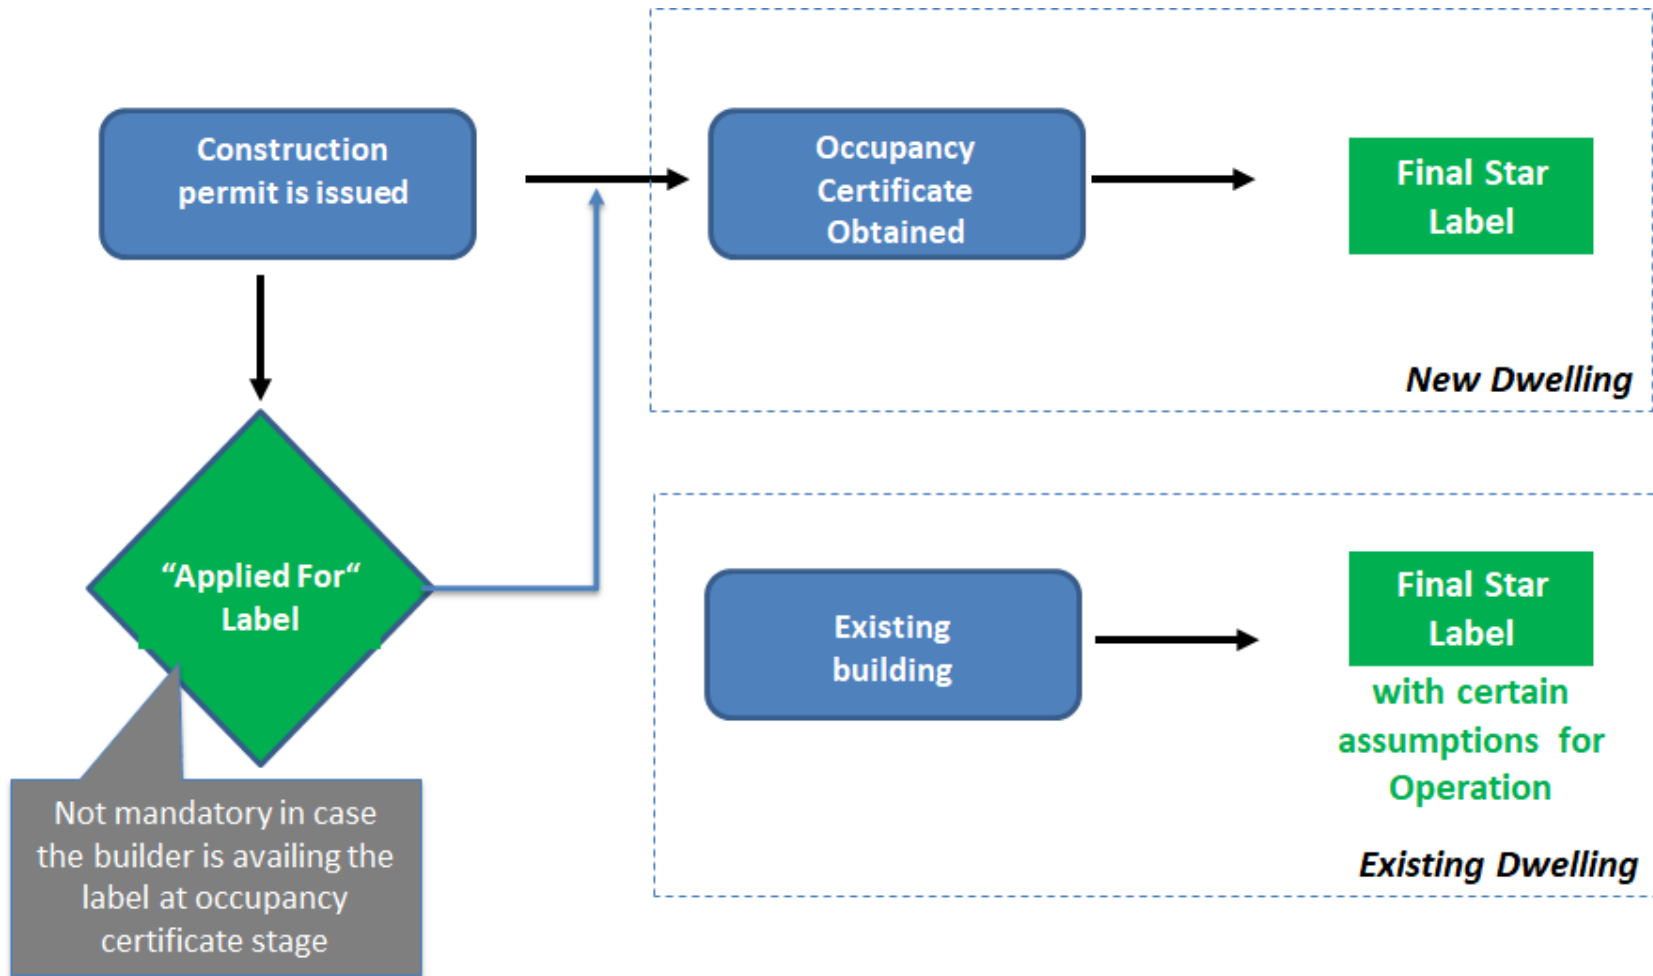 Construction
permit is issued
Occupancy
Certificate
Obtained
Final Star
Label
New Dwelling
“Applied For“
Label
Not mandatory in case
the builder is availing the
label at occupancy
certificate stage
Existing
building
Final Star
Label
with certain
assumptions for
Operation
Existing Dwelling